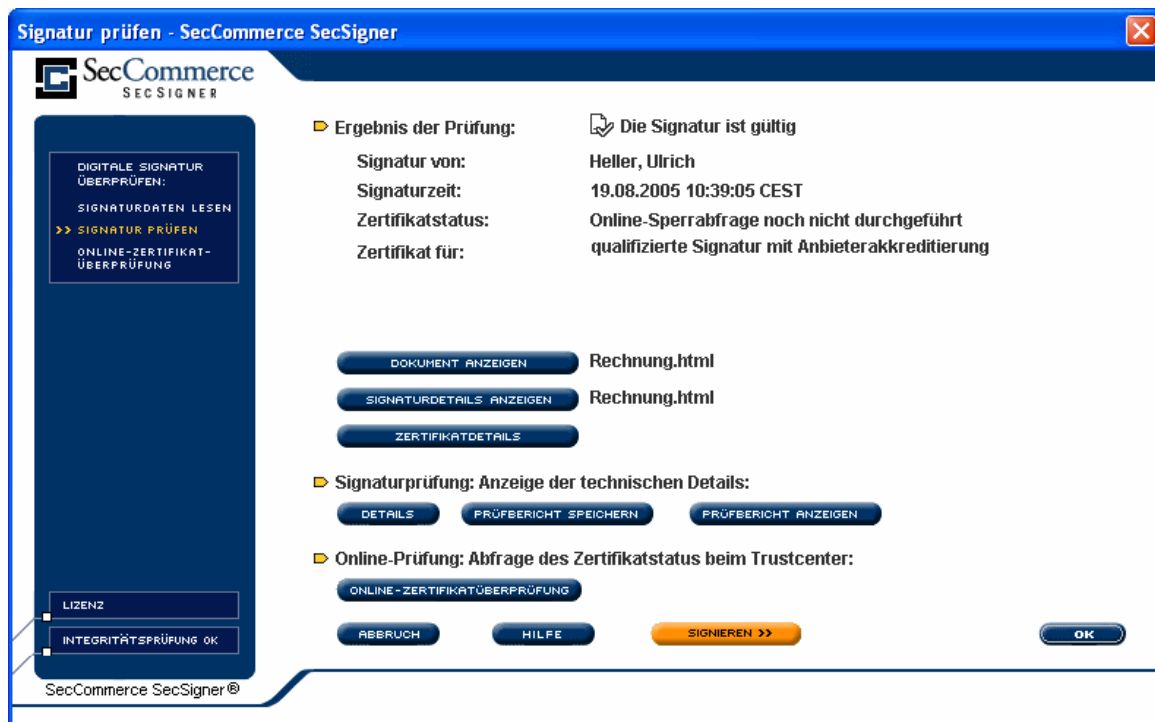 Signatur prüfen - SecCommerce SecSigner
SecCommerce
SECSIGNER
DIGITALE SIGNATUR
ÜBERPRÜFEN:
SIGNATURDATEN LESEN
>> SIGNATUR PRÜFEN
ONLINE-ZERTIFIKAT-
ÜBERPRÜFUNG
LIZENZ
INTEGRITÄTSPRÜFUNG OK
SecCommerce SecSigner®
Ergebnis der Prüfung: Die Signatur ist gültig
Signatur von: Heller, Ulrich
Signaturzeit: 19.08.2005 10:39:05 CEST
Zertifikatstatus: Online-Sperrabfrage noch nicht durchgeführt
Zertifikat für: qualifizierte Signatur mit Anbieterakkreditierung
DOKUMENT ANZEIGEN Rechnung.html
SIGNATURDETAILS ANZEIGEN Rechnung.html
ZERTIFIKATDETAILS
Signaturprüfung: Anzeige der technischen Details:
DETAILS PRÜFBERICHT SPEICHERN PRÜFBERICHT ANZEIGEN
Online-Prüfung: Abfrage des Zertifikatstatus beim Trustcenter:
ONLINE-ZERTIFIKATÜBERPRÜFUNG
ABBRUCH HILFE SIGNIEREN >> OK